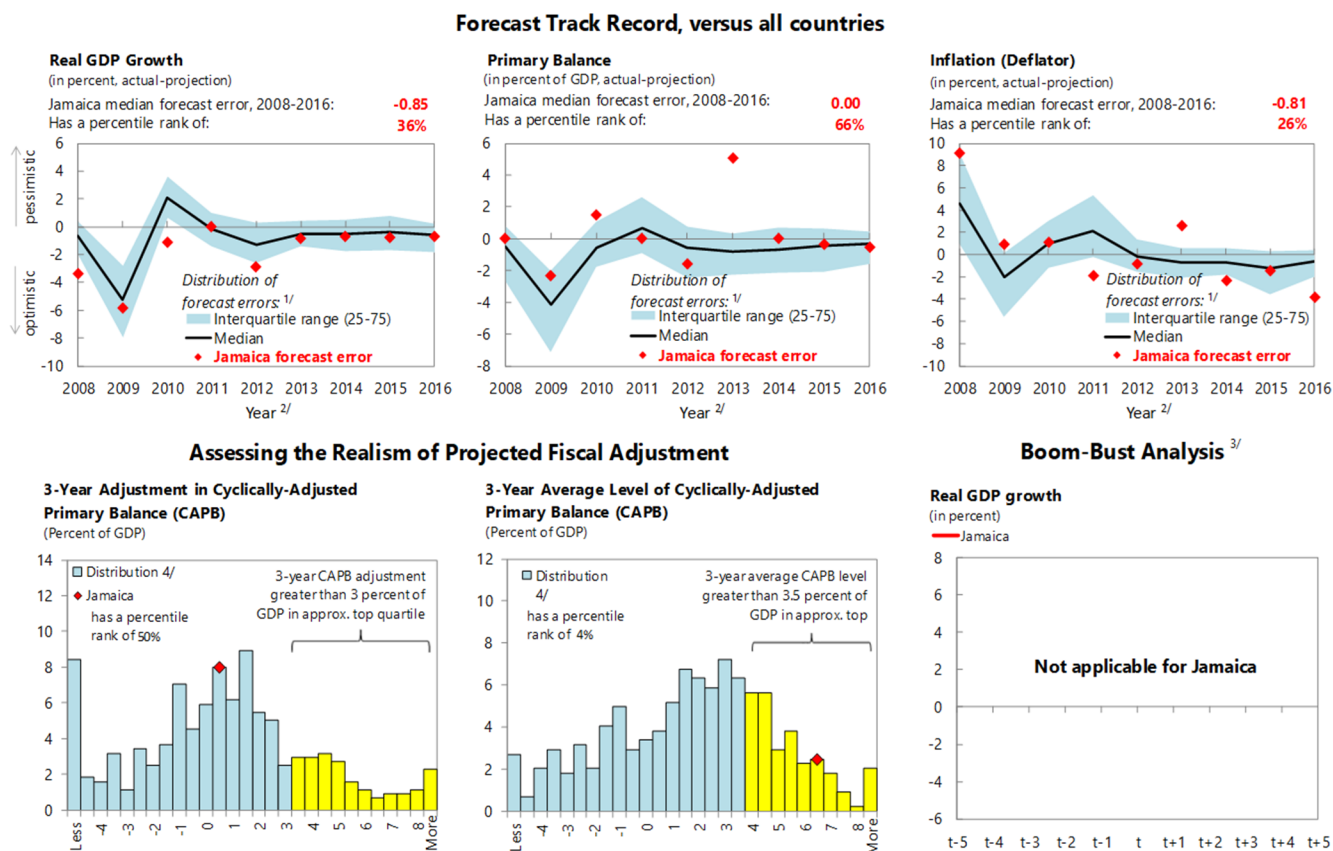 Forecast Track Record, versus all countries
Real GDP Growth
(in percent, actual-projection)
Jamaica median forecast error, 2008-2016: -0.85
Has a percentile rank of: 36%
pessimistic
optimistic
6
4
2
0
-2
-4
-6
-8
-10
Distribution of
forecast errors: 1/
Interquartile range (25-75)
Median
Jamaica forecast error
2008 2009 2010 2011 2012 2013 2014 2015 2016
Year 2/
Primary Balance
(in percent of GDP, actual-projection)
Jamaica median forecast error, 2008-2016: 0.00
Has a percentile rank of: 66%
6
4
2
0
-2
-4
-6
-8
Distribution of
forecast errors: 1/
Interquartile range (25-75)
Median
Jamaica forecast error
2008 2009 2010 2011 2012 2013 2014 2015 2016
Year 2/
Inflation (Deflator)
(in percent, actual-projection)
Jamaica median forecast error, 2008-2016: -0.81
Has a percentile rank of: 26%
10
8
6
4
2
0
-2
-4
-6
-8
-10
Distribution of
forecast errors: 1/
Interquartile range (25-75)
Median
Jamaica forecast error
2008 2009 2010 2011 2012 2013 2014 2015 2016
Year 2/
Assessing the Realism of Projected Fiscal Adjustment
3-Year Adjustment in Cyclically-Adjusted
Primary Balance (CAPB)
(Percent of GDP)
14
12
10
8
6
4
2
0
Distribution 4/
Jamaica
has a percentile
rank of 50%
3-year CAPB adjustment
greater than 3 percent of
GDP in approx. top quartile
Less -4 -3 -2 -1 0 1 2 3 4 5 6 7 8 More
3-Year Average Level of Cyclically-Adjusted
Primary Balance (CAPB)
(Percent of GDP)
12
10
8
6
4
2
0
Distribution
4/
has a percentile
rank of 4%
3-year average CAPB level
greater than 3.5 percent of
GDP in approx. top
Less -4 -3 -2 -1 0 1 2 3 4 5 6 7 8 More
Boom-Bust Analysis 3/
Real GDP growth
(in percent)
Jamaica
8
6
4
2
0
-2
-4
-6
Not applicable for Jamaica
t-5 t-4 t-3 t-2 t-1 t t+1 t+2 t+3 t+4 t+5